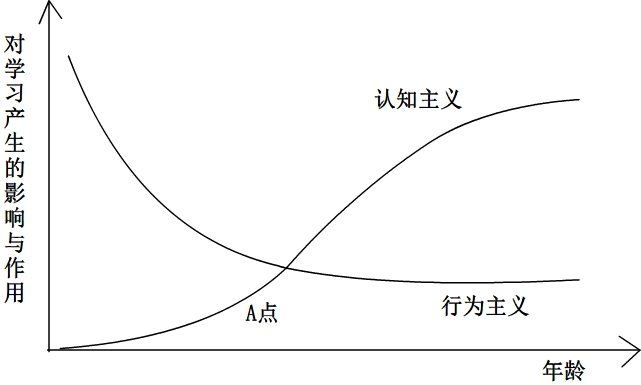 对学习产生的影响与作用
认知主义
A点
行为主义
年龄